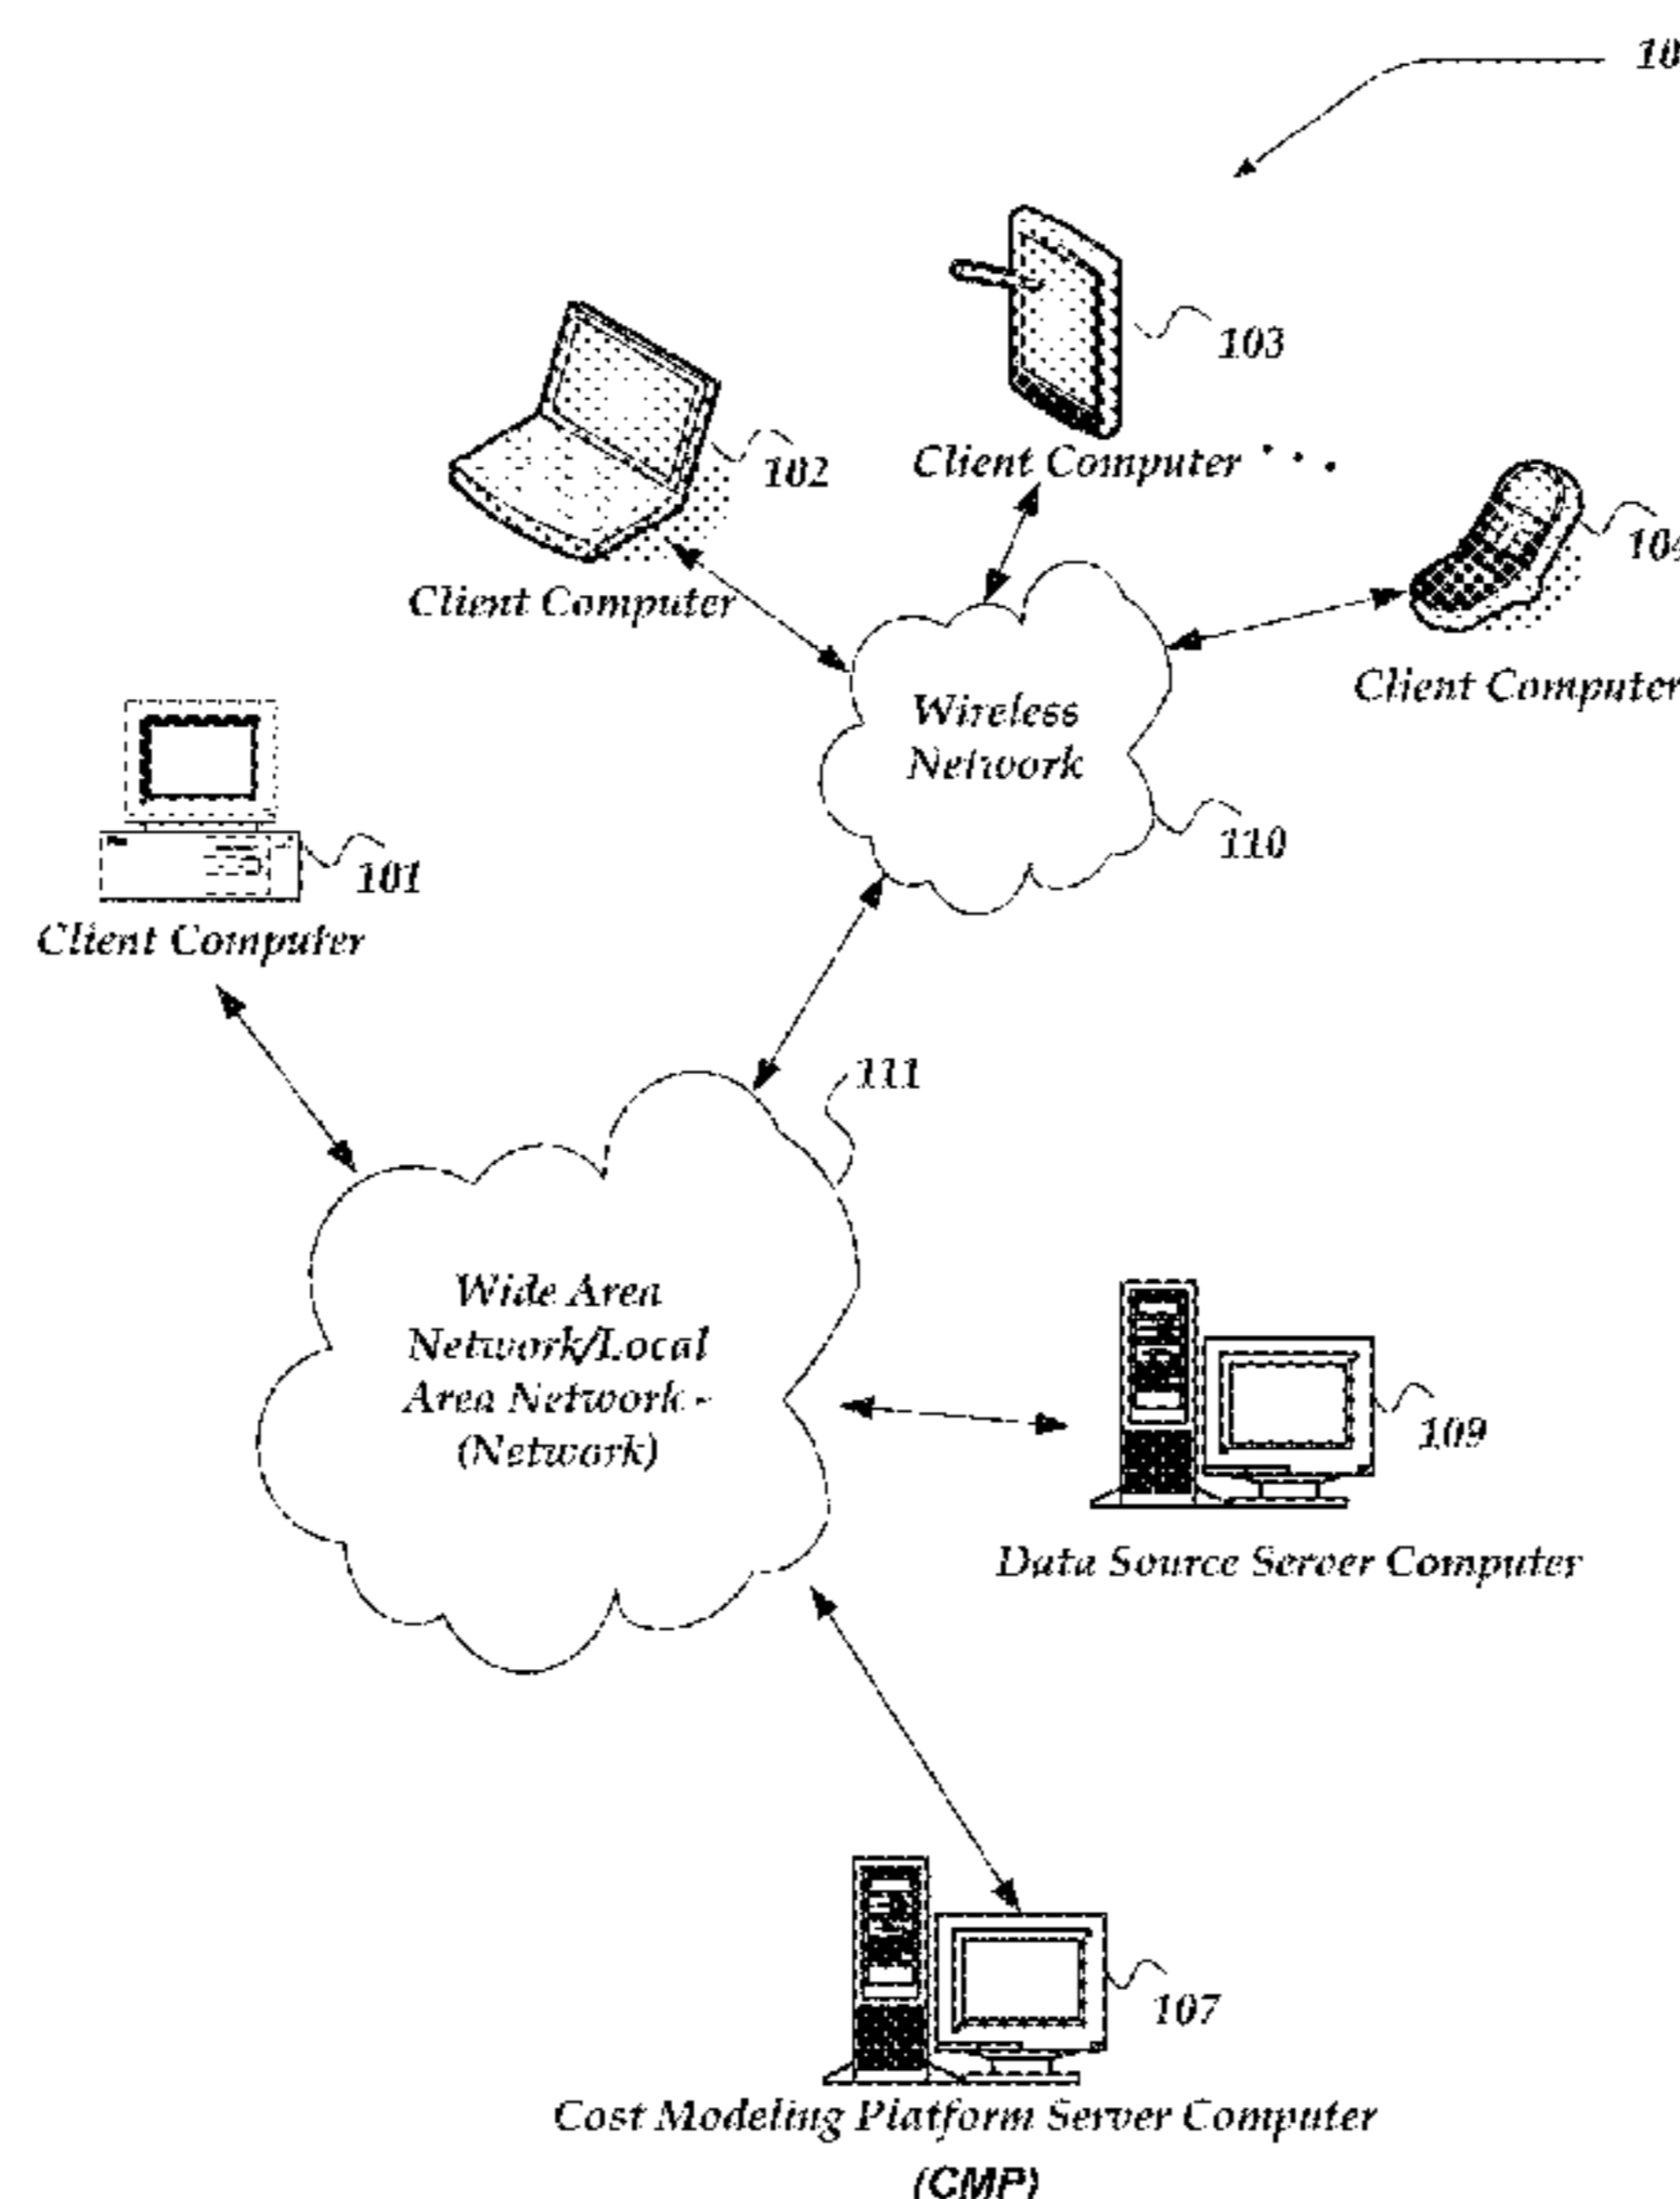 103
102
Client Computer
Client Computer
Client Computer
Wireless
Network
110
101
Client Computer
111
Wide Area
Network/Local
Area Network -
(Network)
109
Data Source Server Computer
107
Cost Modeling Platform Server Computer
(CMP)